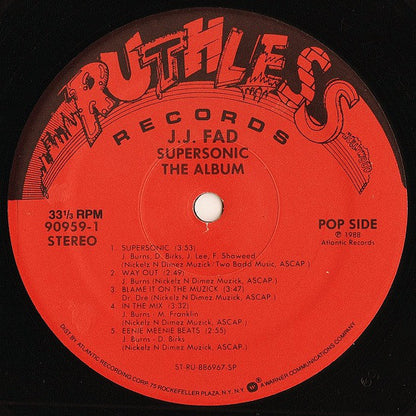 RUTHLESS
RECORDS
J.J. FAD
SUPERSONIC
THE ALBUM
33⅓ RPM
90959-1
STEREO
POP SIDE
℗ 1988
Atlantic Records
1 SUPERSONIC (3:53)
J. Burns, D. Birks, J. Lee, F. Shaweed
(Nickelz N Dimez Muzick, Two Badd Music, ASCAP.)
2 WAY OUT (2:49)
J. Burns (Nickelz N Dimez Muzick, ASCAP.)
3 BLAME IT ON THE MUZICK (3:47)
Dr. Dre (Nickelz N Dimez Muzick, ASCAP.)
4 IN THE MIX (3:32)
J. Burns - M. Franklin
(Nickelz N Dimez Muzick, ASCAP.)
5 EENIE MEENIE BEATS (2:55)
J. Burns - D. Birks
(Nickelz N Dimez Muzick, ASCAP.)
ST-RU-886967-SP
DIST BY ATLANTIC RECORDING CORP. 75 ROCKEFELLER PLAZA, N.Y., N.Y. A WARNER COMMUNICATIONS COMPANY